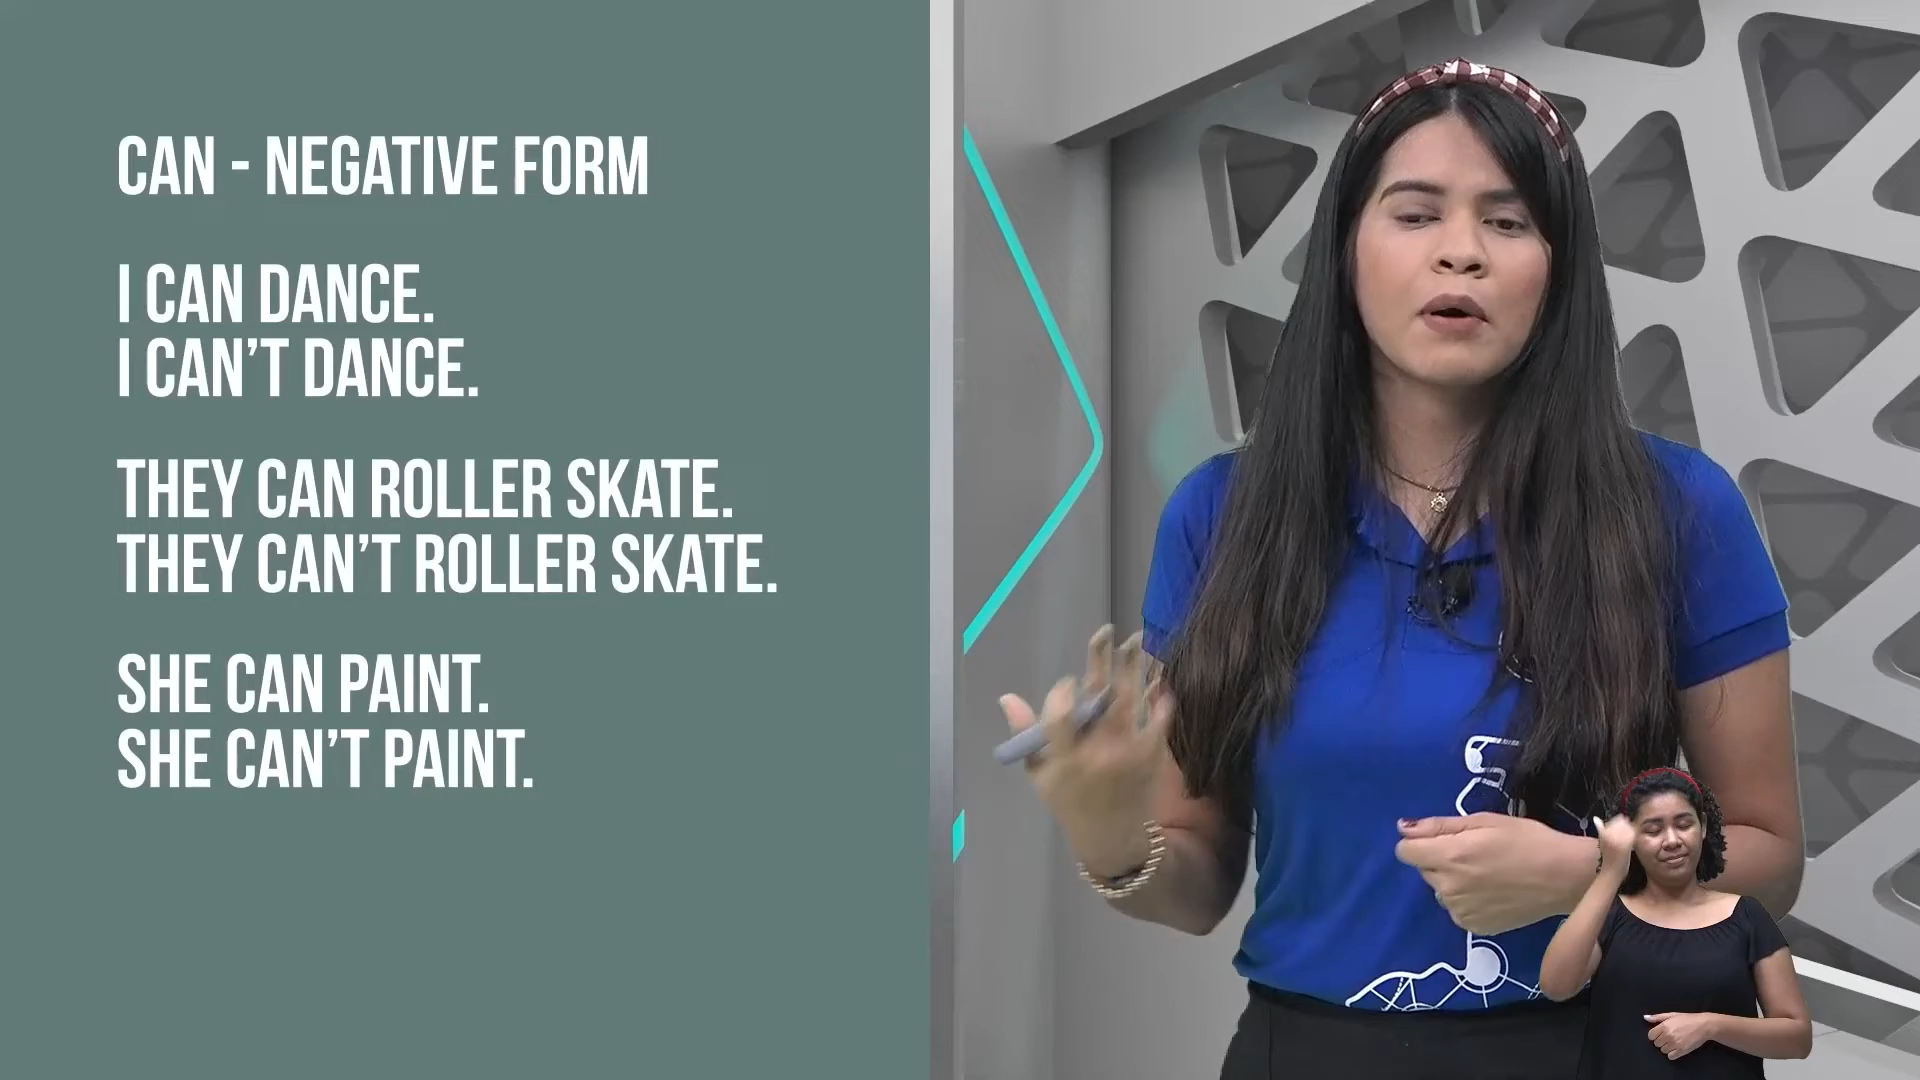 CAN - NEGATIVE FORM
I CAN DANCE.
I CAN'T DANCE.
THEY CAN ROLLER SKATE.
THEY CAN'T ROLLER SKATE.
SHE CAN PAINT.
SHE CAN'T PAINT.